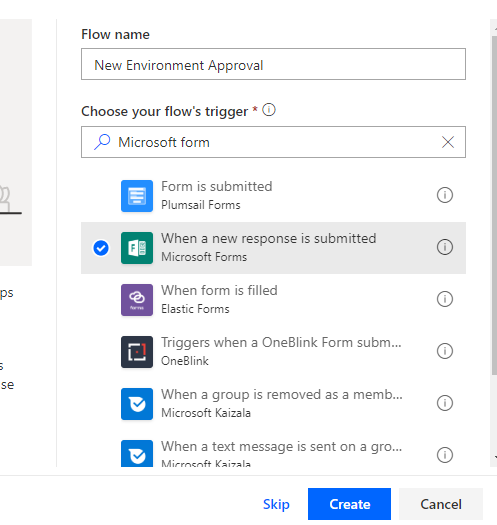 Flow name
New Environment Approval
Choose your flow's trigger *
Microsoft form
Form is submitted
Plumsail Forms
When a new response is submitted
Microsoft Forms
When form is filled
Elastic Forms
Triggers when a OneBlink Form subm...
OneBlink
When a group is removed as a memb...
Microsoft Kaizala
When a text message is sent on a gro...
Microsoft Kaizala
Skip
Create
Cancel